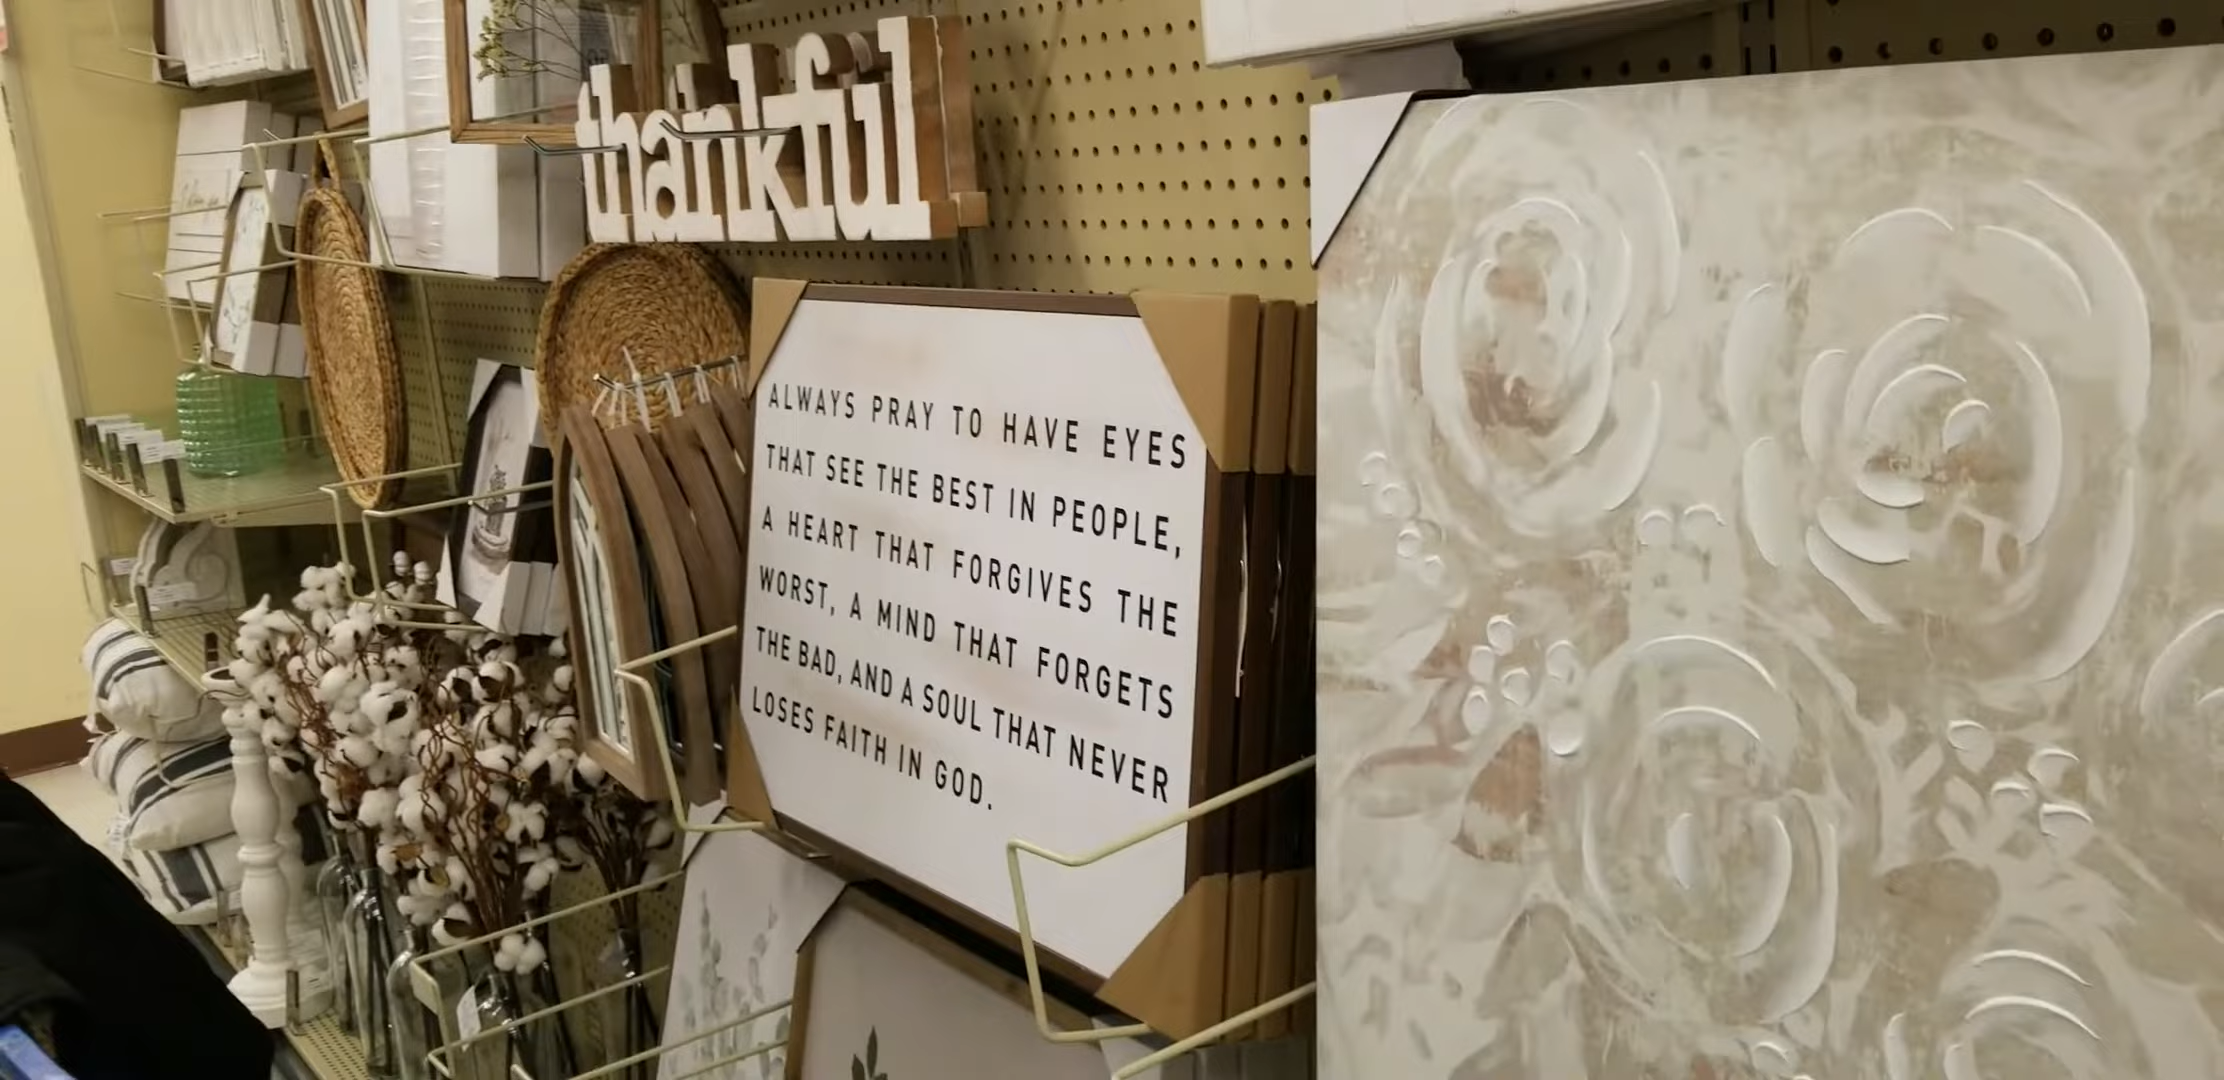 thankful
ALWAYS PRAY TO HAVE EYES
THAT SEE THE BEST IN PEOPLE,
A HEART THAT FORGIVES THE
WORST, A MIND THAT FORGETS
THE BAD, AND A SOUL THAT NEVER
LOSES FAITH IN GOD.